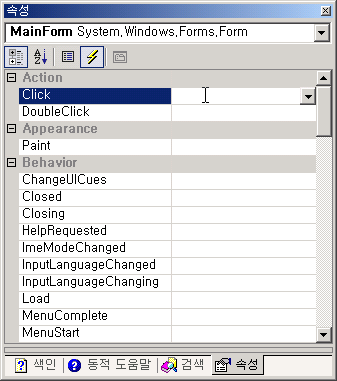 속성
MainForm System,Windows,Forms,Form
Action
Click
DoubleClick
Appearance
Paint
Behavior
ChangeUICues
Closed
Closing
HelpRequested
ImeModeChanged
InputLanguageChanged
InputLanguageChanging
Load
MenuComplete
MenuStart
색인 동적 도움말 검색 속성